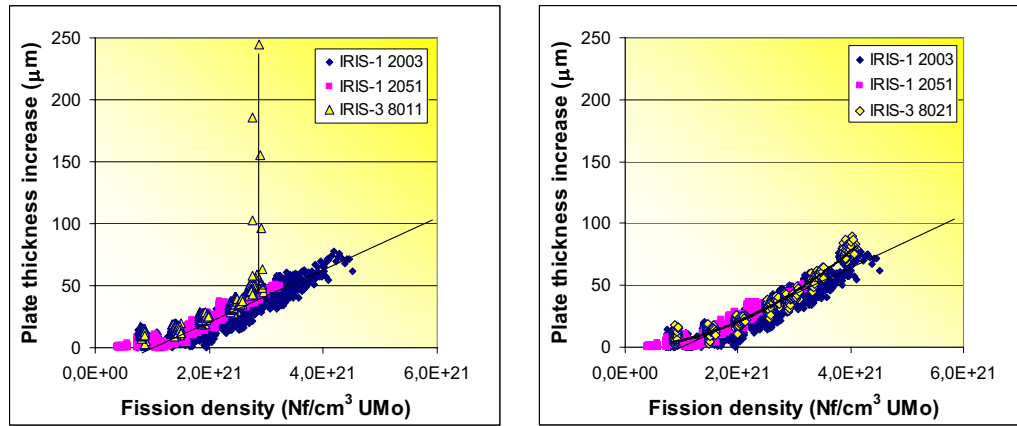 250
200
150
100
50
0
Plate thickness increase (μm)
IRIS-1 2003
IRIS-1 2051
IRIS-3 8011
0,0E+00 2,0E+21 4,0E+21 6,0E+21
Fission density (Nf/cm³ UMo)
250
200
150
100
50
0
Plate thickness increase (μm)
IRIS-1 2003
IRIS-1 2051
IRIS-3 8021
0,0E+00 2,0E+21 4,0E+21 6,0E+21
Fission density (Nf/cm³ UMo)